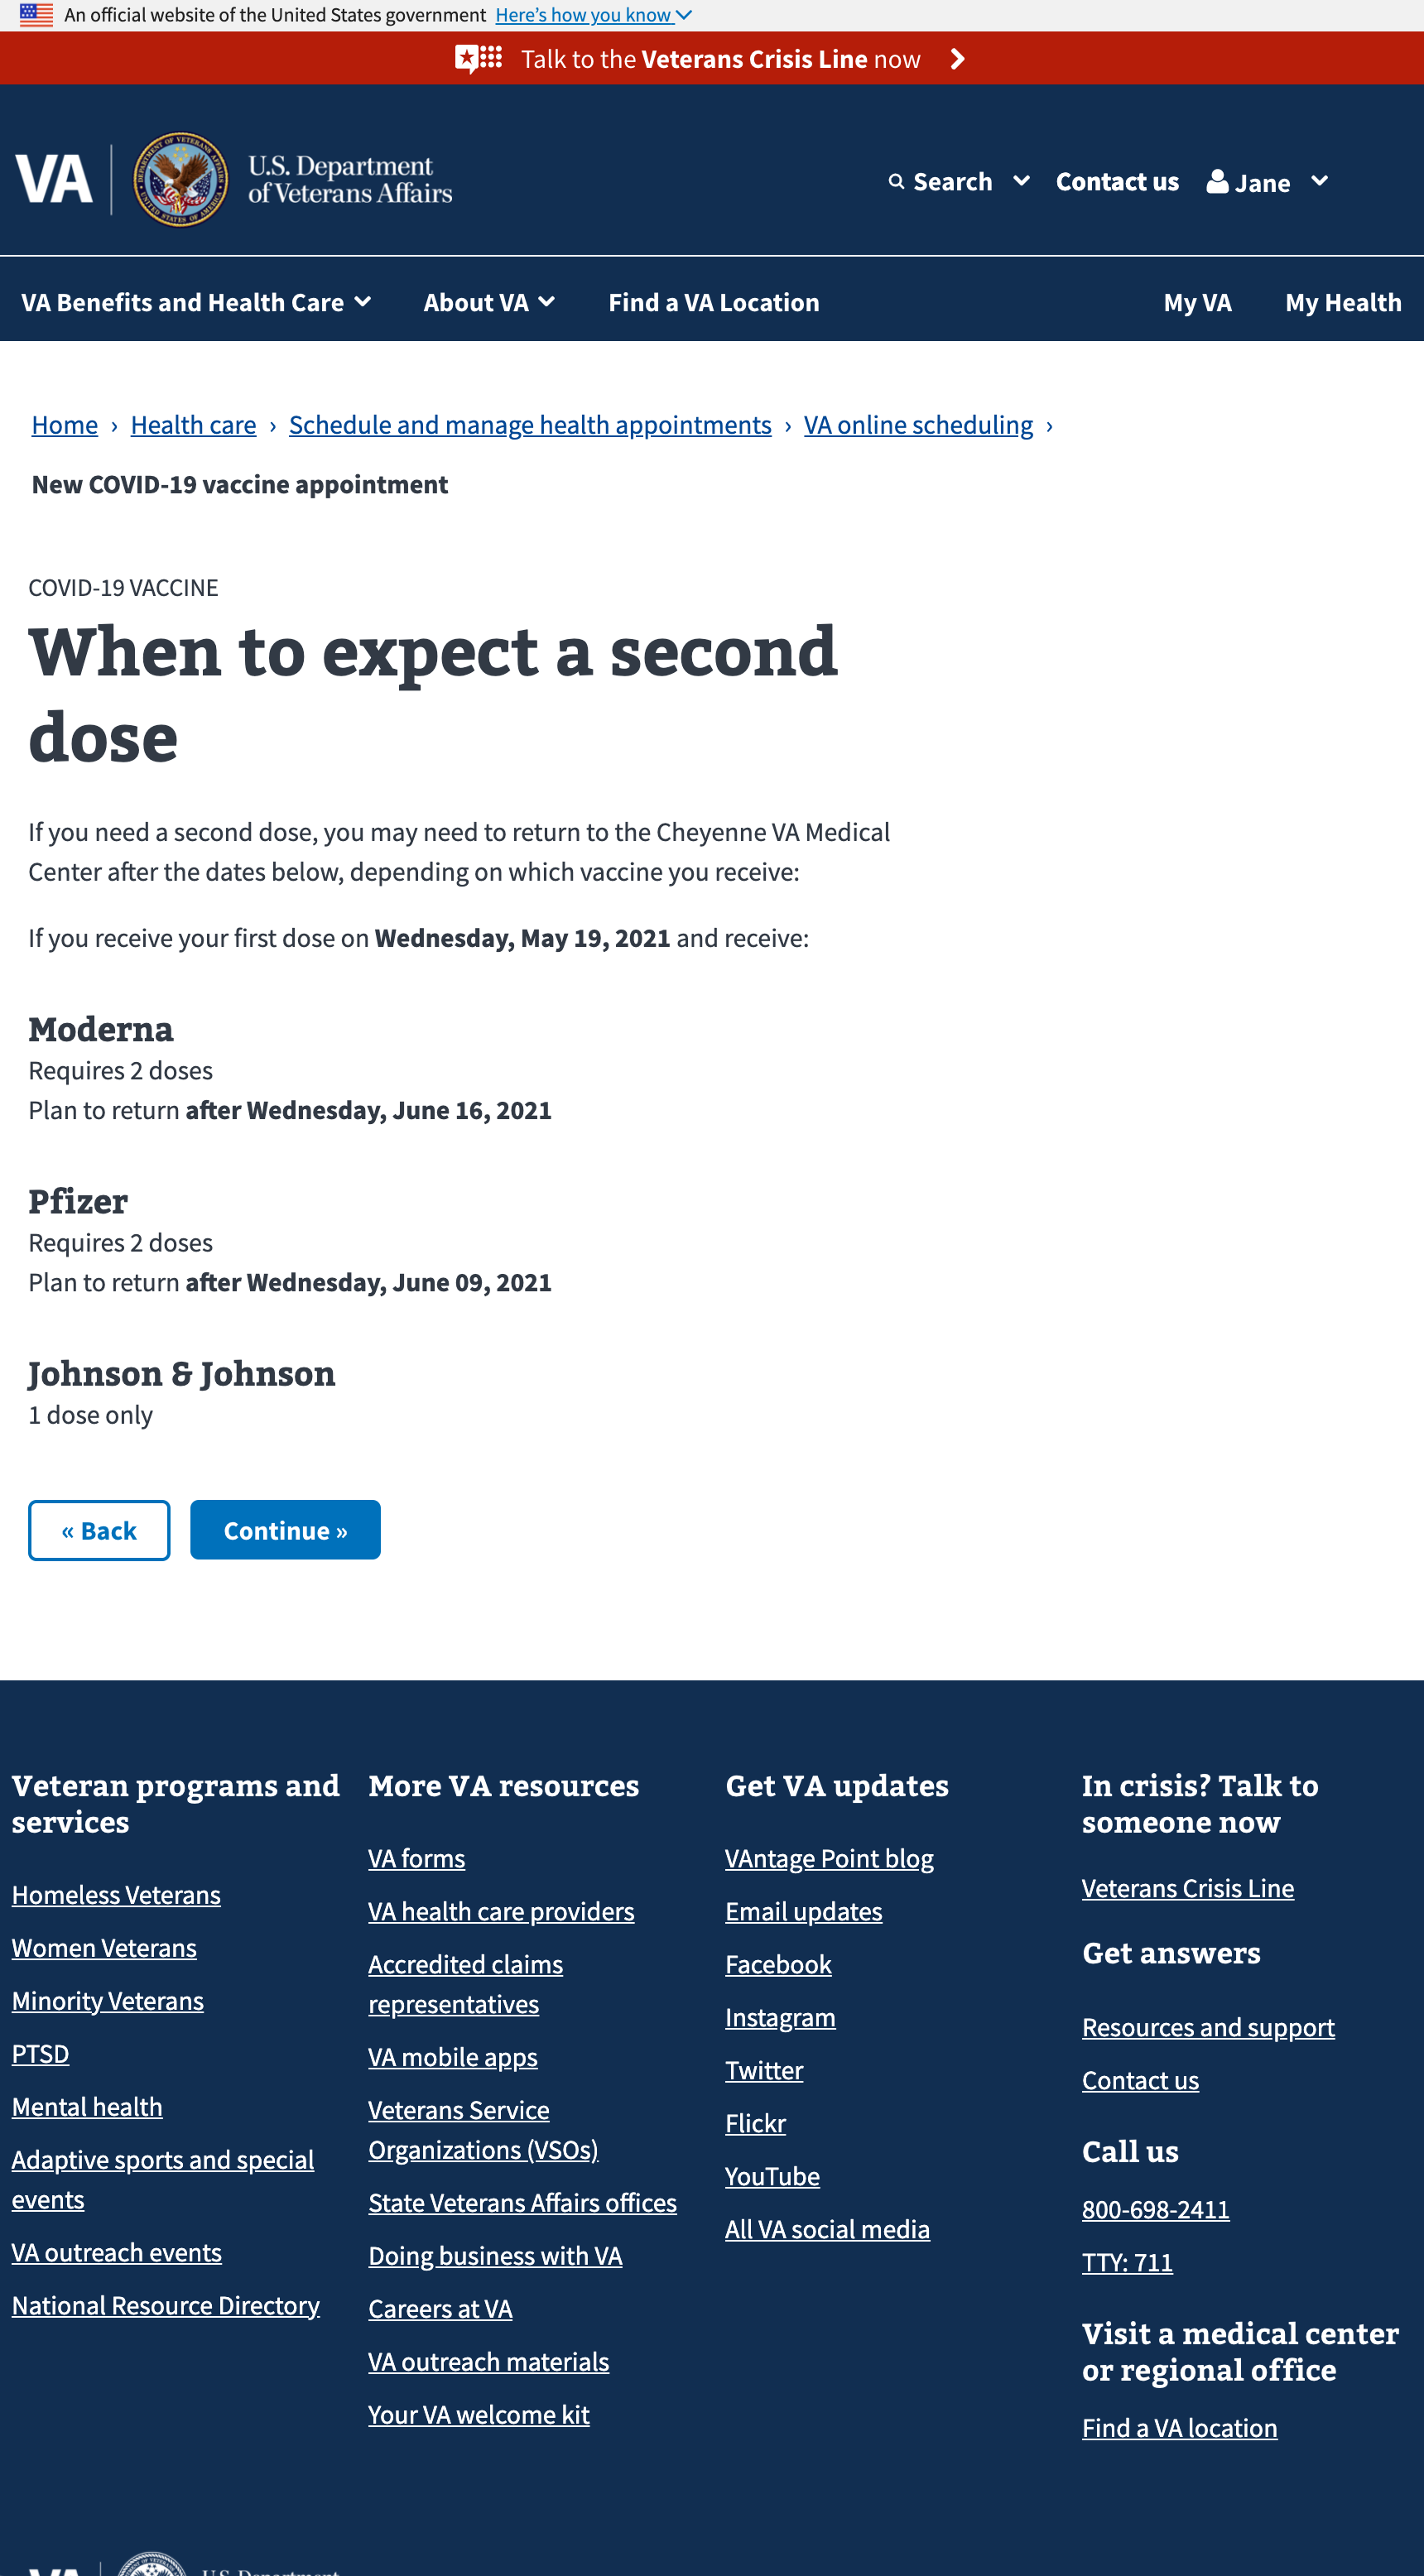 An official website of the United States government Here's how you know
Talk to the Veterans Crisis Line now
VA
U.S. Department
of Veterans Affairs
Search
Contact us
Jane
VA Benefits and Health Care
About VA
Find a VA Location
My VA
My Health
Home › Health care › Schedule and manage health appointments › VA online scheduling ›
New COVID-19 vaccine appointment
COVID-19 VACCINE
When to expect a second
dose
If you need a second dose, you may need to return to the Cheyenne VA Medical
Center after the dates below, depending on which vaccine you receive:
If you receive your first dose on Wednesday, May 19, 2021 and receive:
Moderna
Requires 2 doses
Plan to return after Wednesday, June 16, 2021
Pfizer
Requires 2 doses
Plan to return after Wednesday, June 09, 2021
Johnson & Johnson
1 dose only
« Back
Continue »
Veteran programs and
services
Homeless Veterans
Women Veterans
Minority Veterans
PTSD
Mental health
Adaptive sports and special
events
VA outreach events
National Resource Directory
More VA resources
VA forms
VA health care providers
Accredited claims
representatives
VA mobile apps
Veterans Service
Organizations (VSOs)
State Veterans Affairs offices
Doing business with VA
Careers at VA
VA outreach materials
Your VA welcome kit
Get VA updates
VAntage Point blog
Email updates
Facebook
Instagram
Twitter
Flickr
YouTube
All VA social media
In crisis? Talk to
someone now
Veterans Crisis Line
Get answers
Resources and support
Contact us
Call us
800-698-2411
TTY: 711
Visit a medical center
or regional office
Find a VA location
VA
U.S. Department